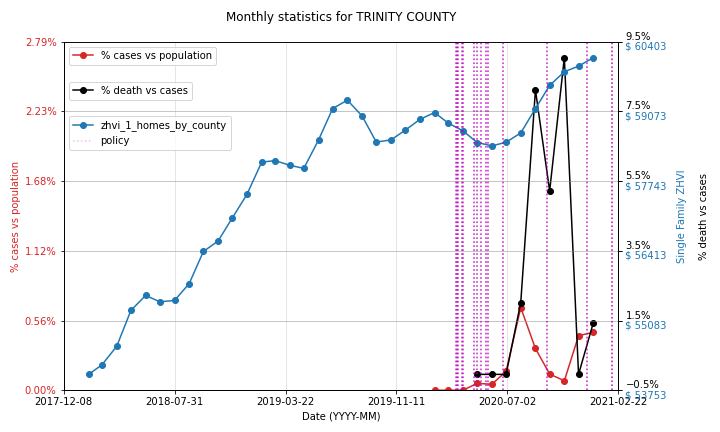 Monthly statistics for TRINITY COUNTY
2.79%
2.23%
1.68%
1.12%
0.56%
0.00%
% cases vs population
% cases vs population
% death vs cases
zhvi_1_homes_by_county
policy
9.5%
$ 60403
7.5%
$ 59073
5.5%
$ 57743
3.5%
$ 56413
1.5%
$ 55083
−0.5%
$ 53753
Single Family ZHVI
% death vs cases
2017-12-08
2018-07-31
2019-03-22
2019-11-11
2020-07-02
2021-02-22
Date (YYYY-MM)